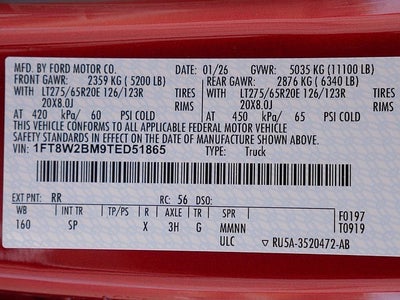 MFD. BY FORD MOTOR CO. 01/26 GVWR: 5035 KG (11100 LB)
FRONT GAWR: 2359 KG (5200 LB) REAR GAWR: 2876 KG (6340 LB)
WITH LT275/65R20E 126/123R TIRES WITH LT275/65R20E 126/123R TIRES
20X8.0J RIMS 20X8.0J RIMS
AT 420 kPa/ 60 PSI COLD AT 450 kPa/ 65 PSI COLD
THIS VEHICLE CONFORMS TO ALL APPLICABLE FEDERAL MOTOR VEHICLE
SAFETY STANDARDS IN EFFECT ON THE DATE OF MANUFACTURE SHOWN ABOVE.
VIN: 1FT8W2BM9TED51865 TYPE: Truck
EXT PNT: RR RC: 56 DSO:
WB INT TR R AXLE TR SPR F0197
160 SP X 3H G MMNN T0919
ULC RU5A-3520472-AB